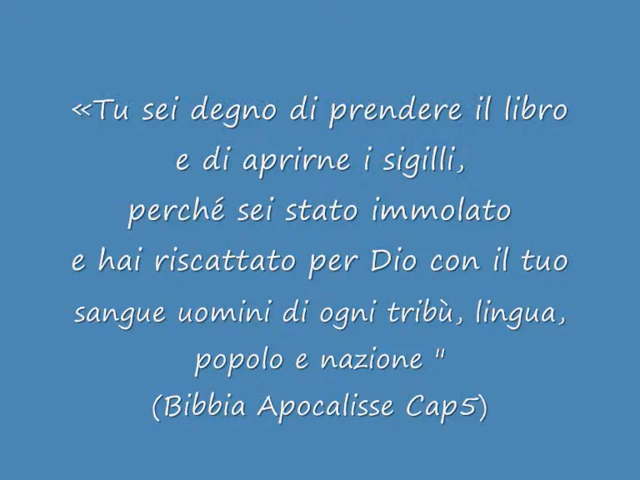 «Tu sei degno di prendere il libro
e di aprirne i sigilli,
perché sei stato immolato
e hai riscattato per Dio con il tuo
sangue uomini di ogni tribù, lingua,
popolo e nazione "
(Bibbia Apocalisse Cap5)